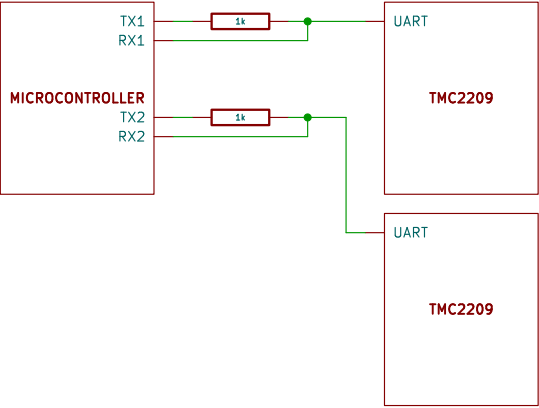 TX1
1k
UART
RX1
MICROCONTROLLER
TMC2209
TX2
1k
RX2
UART
TMC2209